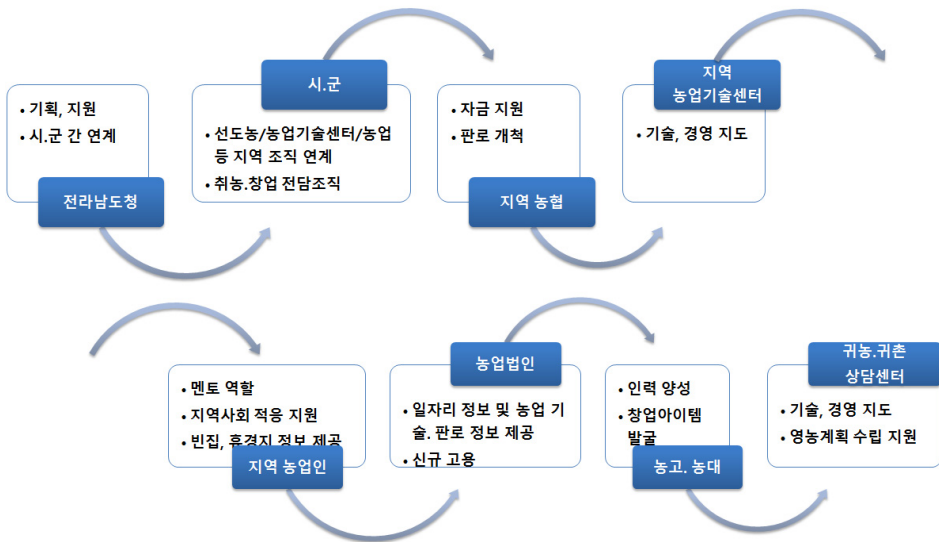 • 기획, 지원
• 시.군 간 연계
전라남도청
시.군
• 선도농/농업기술센터/농업
등 지역 조직 연계
• 취농.창업 전담조직
• 자금 지원
• 판로 개척
지역 농협
지역
농업기술센터
• 기술, 경영 지도
• 멘토 역할
• 지역사회 적응 지원
• 빈집, 휴경지 정보 제공
지역 농업인
농업법인
• 일자리 정보 및 농업 기
술. 판로 정보 제공
• 신규 고용
• 인력 양성
• 창업아이템
발굴
농고. 농대
귀농.귀촌
상담센터
• 기술, 경영 지도
• 영농계획 수립 지원